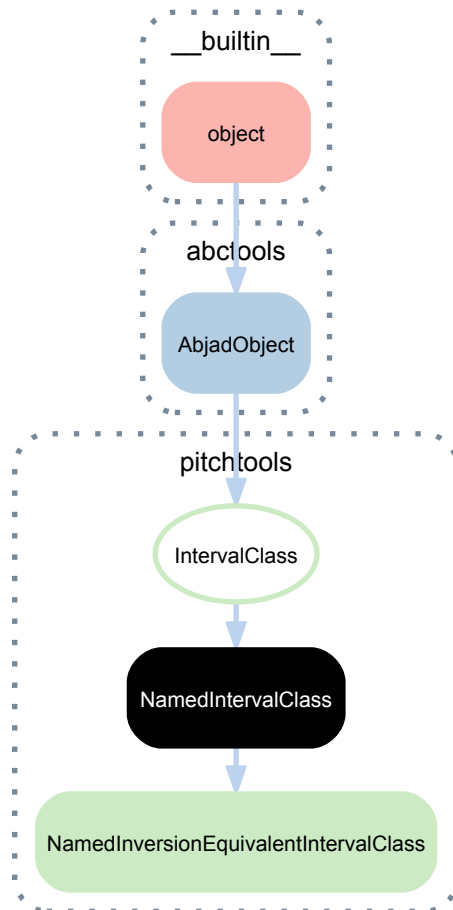 __builtin__
object
abctools
AbjadObject
pitchtools
IntervalClass
NamedIntervalClass
NamedInversionEquivalentIntervalClass